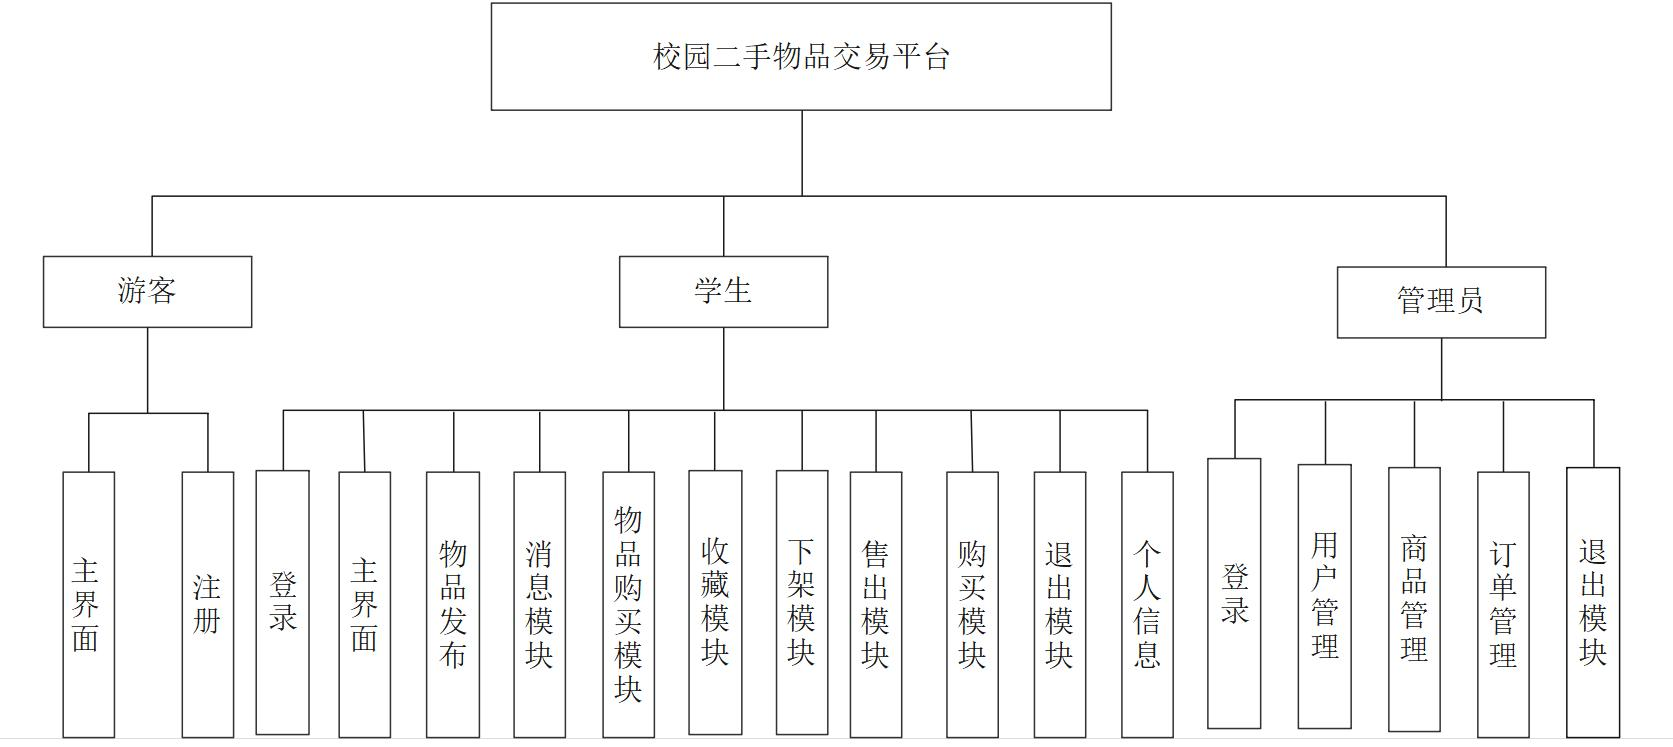 校园二手物品交易平台
游客
学生
管理员
主界面
注册
登录
主界面
物品发布
消息模块
物品购买模块
收藏模块
下架模块
售出模块
购买模块
退出模块
个人信息
登录
用户管理
商品管理
订单管理
退出模块